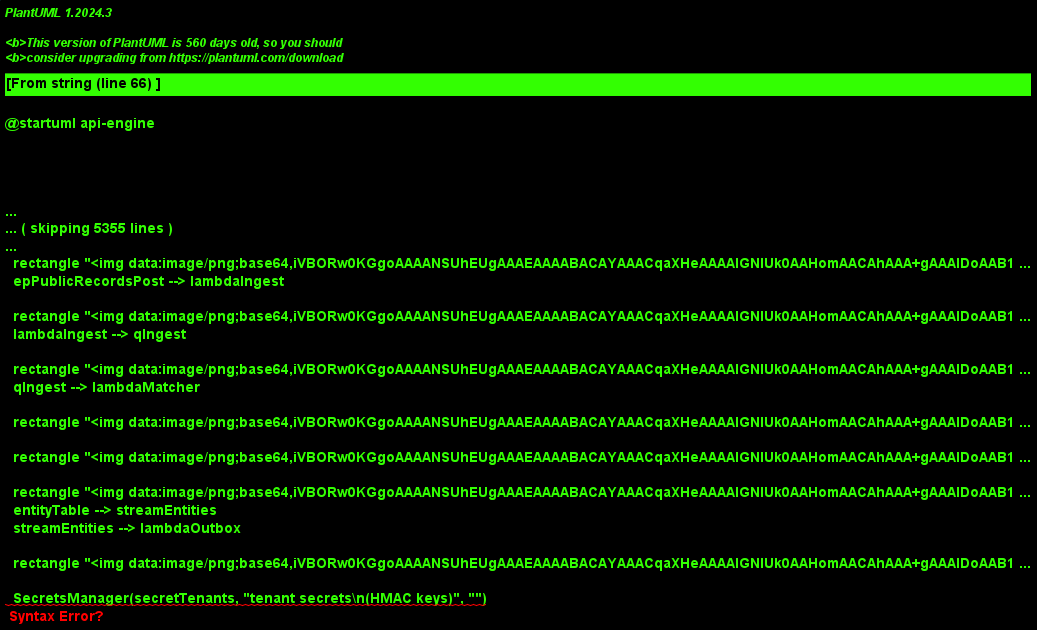 PlantUML 1.2024.3
<b>This version of PlantUML is 560 days old, so you should
<b>consider upgrading from https://plantuml.com/download
[From string (line 66) ]
@startuml api-engine
...
... ( skipping 5355 lines )
...
rectangle "<img data:image/png;base64,iVBORw0KGgoAAAANSUhEUgAAAEAAAABACAYAAACqaXHeAAAAIGNIUk0AAHomAACAhAAA+gAAAIDoAAB1 ...
epPublicRecordsPost --> lambdaIngest
rectangle "<img data:image/png;base64,iVBORw0KGgoAAAANSUhEUgAAAEAAAABACAYAAACqaXHeAAAAIGNIUk0AAHomAACAhAAA+gAAAIDoAAB1 ...
lambdaIngest --> qIngest
rectangle "<img data:image/png;base64,iVBORw0KGgoAAAANSUhEUgAAAEAAAABACAYAAACqaXHeAAAAIGNIUk0AAHomAACAhAAA+gAAAIDoAAB1 ...
qIngest --> lambdaMatcher
rectangle "<img data:image/png;base64,iVBORw0KGgoAAAANSUhEUgAAAEAAAABACAYAAACqaXHeAAAAIGNIUk0AAHomAACAhAAA+gAAAIDoAAB1 ...
rectangle "<img data:image/png;base64,iVBORw0KGgoAAAANSUhEUgAAAEAAAABACAYAAACqaXHeAAAAIGNIUk0AAHomAACAhAAA+gAAAIDoAAB1 ...
rectangle "<img data:image/png;base64,iVBORw0KGgoAAAANSUhEUgAAAEAAAABACAYAAACqaXHeAAAAIGNIUk0AAHomAACAhAAA+gAAAIDoAAB1 ...
entityTable --> streamEntities
streamEntities --> lambdaOutbox
rectangle "<img data:image/png;base64,iVBORw0KGgoAAAANSUhEUgAAAEAAAABACAYAAACqaXHeAAAAIGNIUk0AAHomAACAhAAA+gAAAIDoAAB1 ...
SecretsManager(secretTenants, "tenant secrets\n(HMAC keys)", "")
Syntax Error?